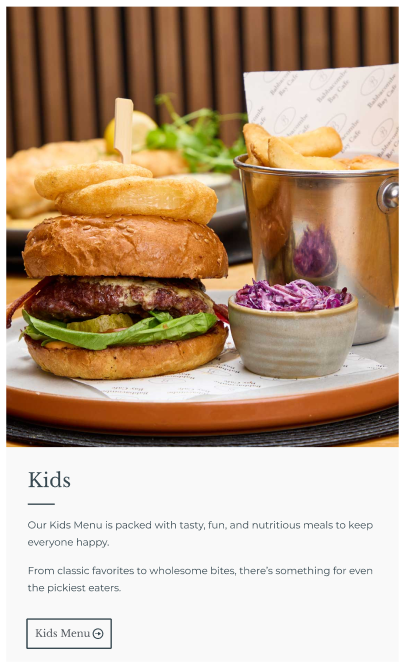 Kids
Our Kids Menu is packed with tasty, fun, and nutritious meals to keep
everyone happy.
From classic favorites to wholesome bites, there's something for even
the pickiest eaters.
Kids Menu